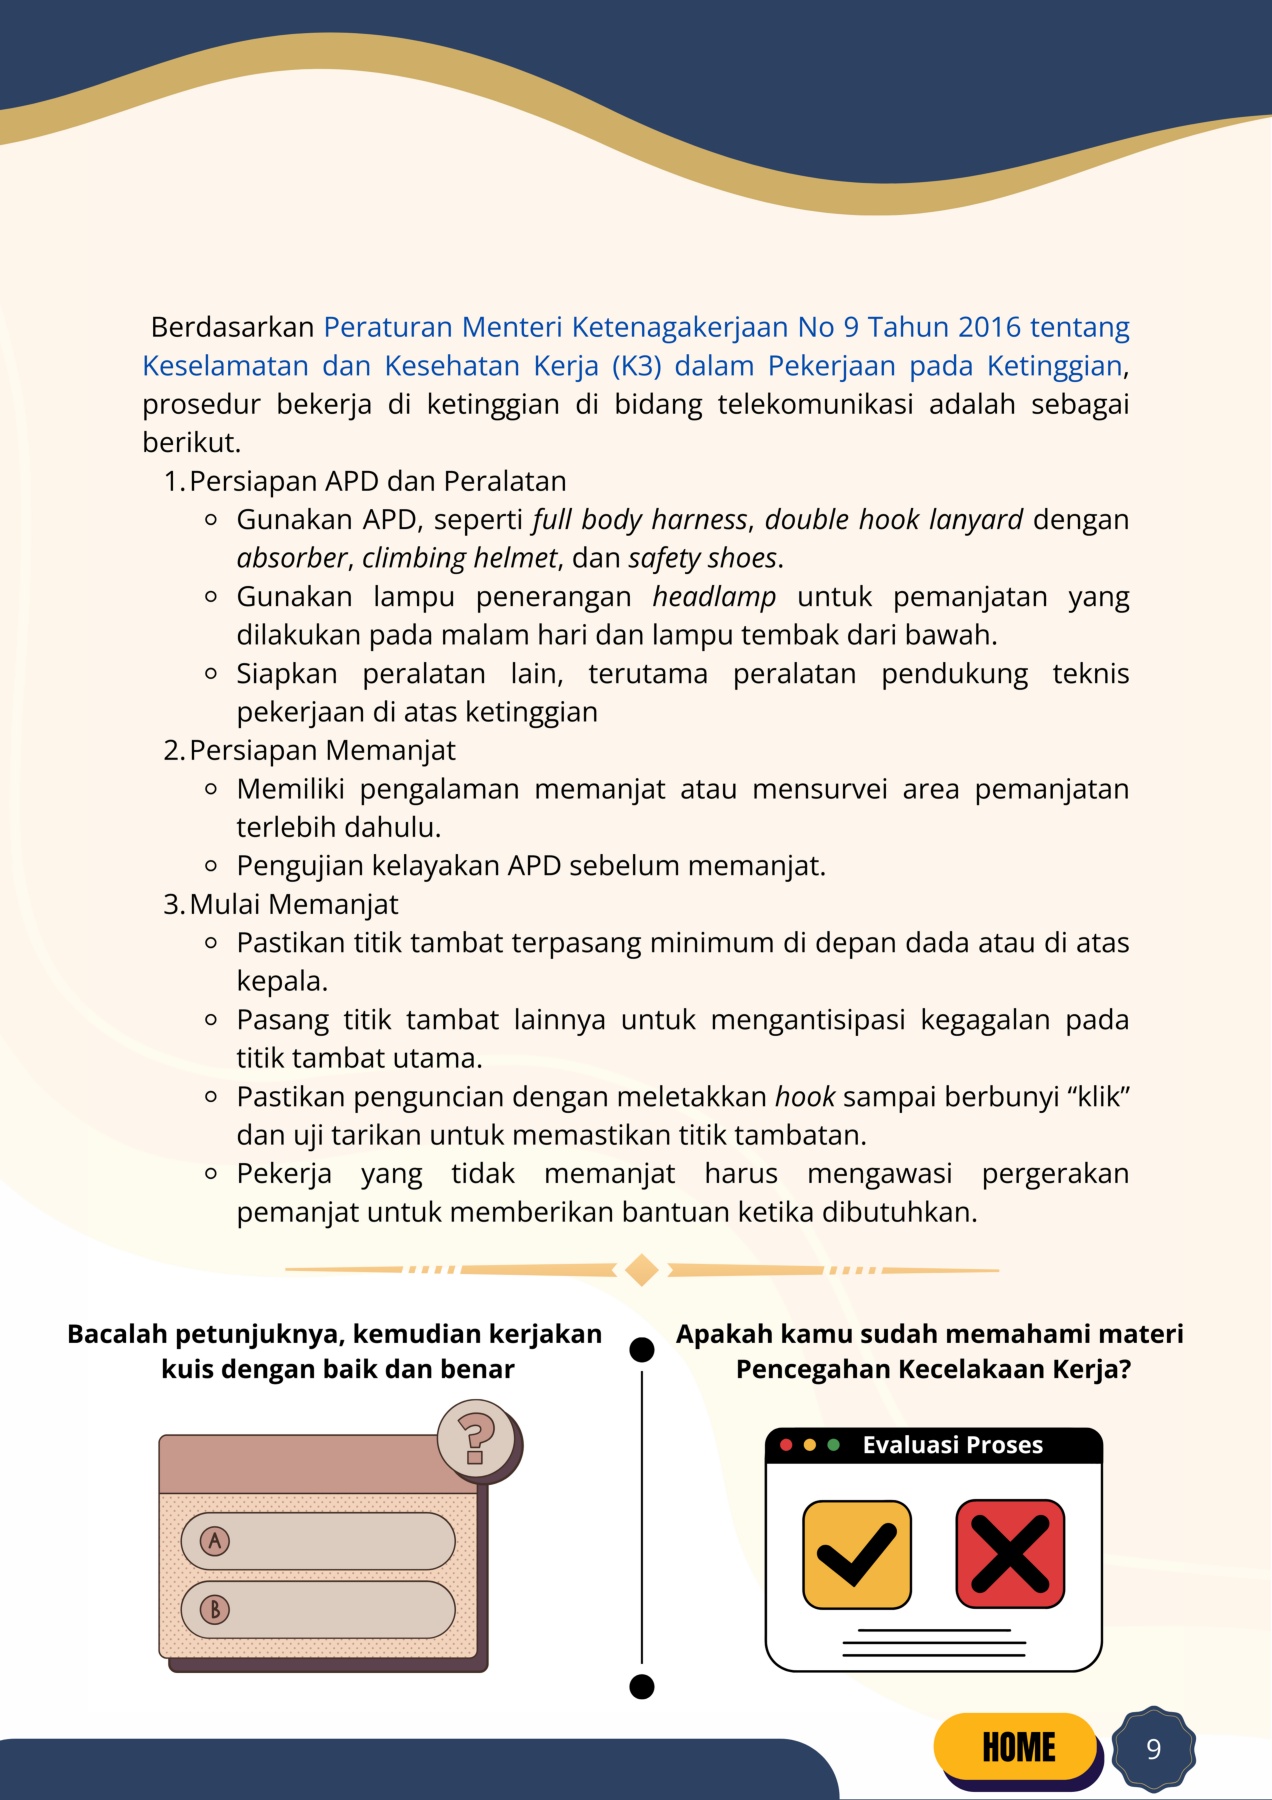 Berdasarkan Peraturan Menteri Ketenagakerjaan No 9 Tahun 2016 tentang
Keselamatan dan Kesehatan Kerja (K3) dalam Pekerjaan pada Ketinggian,
prosedur bekerja di ketinggian di bidang telekomunikasi adalah sebagai
berikut.
1. Persiapan APD dan Peralatan
Gunakan APD, seperti full body harness, double hook lanyard dengan
absorber, climbing helmet, dan safety shoes.
Gunakan lampu penerangan headlamp untuk pemanjatan yang
dilakukan pada malam hari dan lampu tembak dari bawah.
Siapkan peralatan lain, terutama peralatan pendukung teknis
pekerjaan di atas ketinggian
2. Persiapan Memanjat
Memiliki pengalaman memanjat atau mensurvei area pemanjatan
terlebih dahulu.
Pengujian kelayakan APD sebelum memanjat.
3. Mulai Memanjat
Pastikan titik tambat terpasang minimum di depan dada atau di atas
kepala.
Pasang titik tambat lainnya untuk mengantisipasi kegagalan pada
titik tambat utama.
Pastikan penguncian dengan meletakkan hook sampai berbunyi “klik”
dan uji tarikan untuk memastikan titik tambatan.
Pekerja yang tidak memanjat harus mengawasi pergerakan
pemanjat untuk memberikan bantuan ketika dibutuhkan.
Bacalah petunjuknya, kemudian kerjakan
kuis dengan baik dan benar
?
A
B
Apakah kamu sudah memahami materi
Pencegahan Kecelakaan Kerja?
Evaluasi Proses
HOME
9